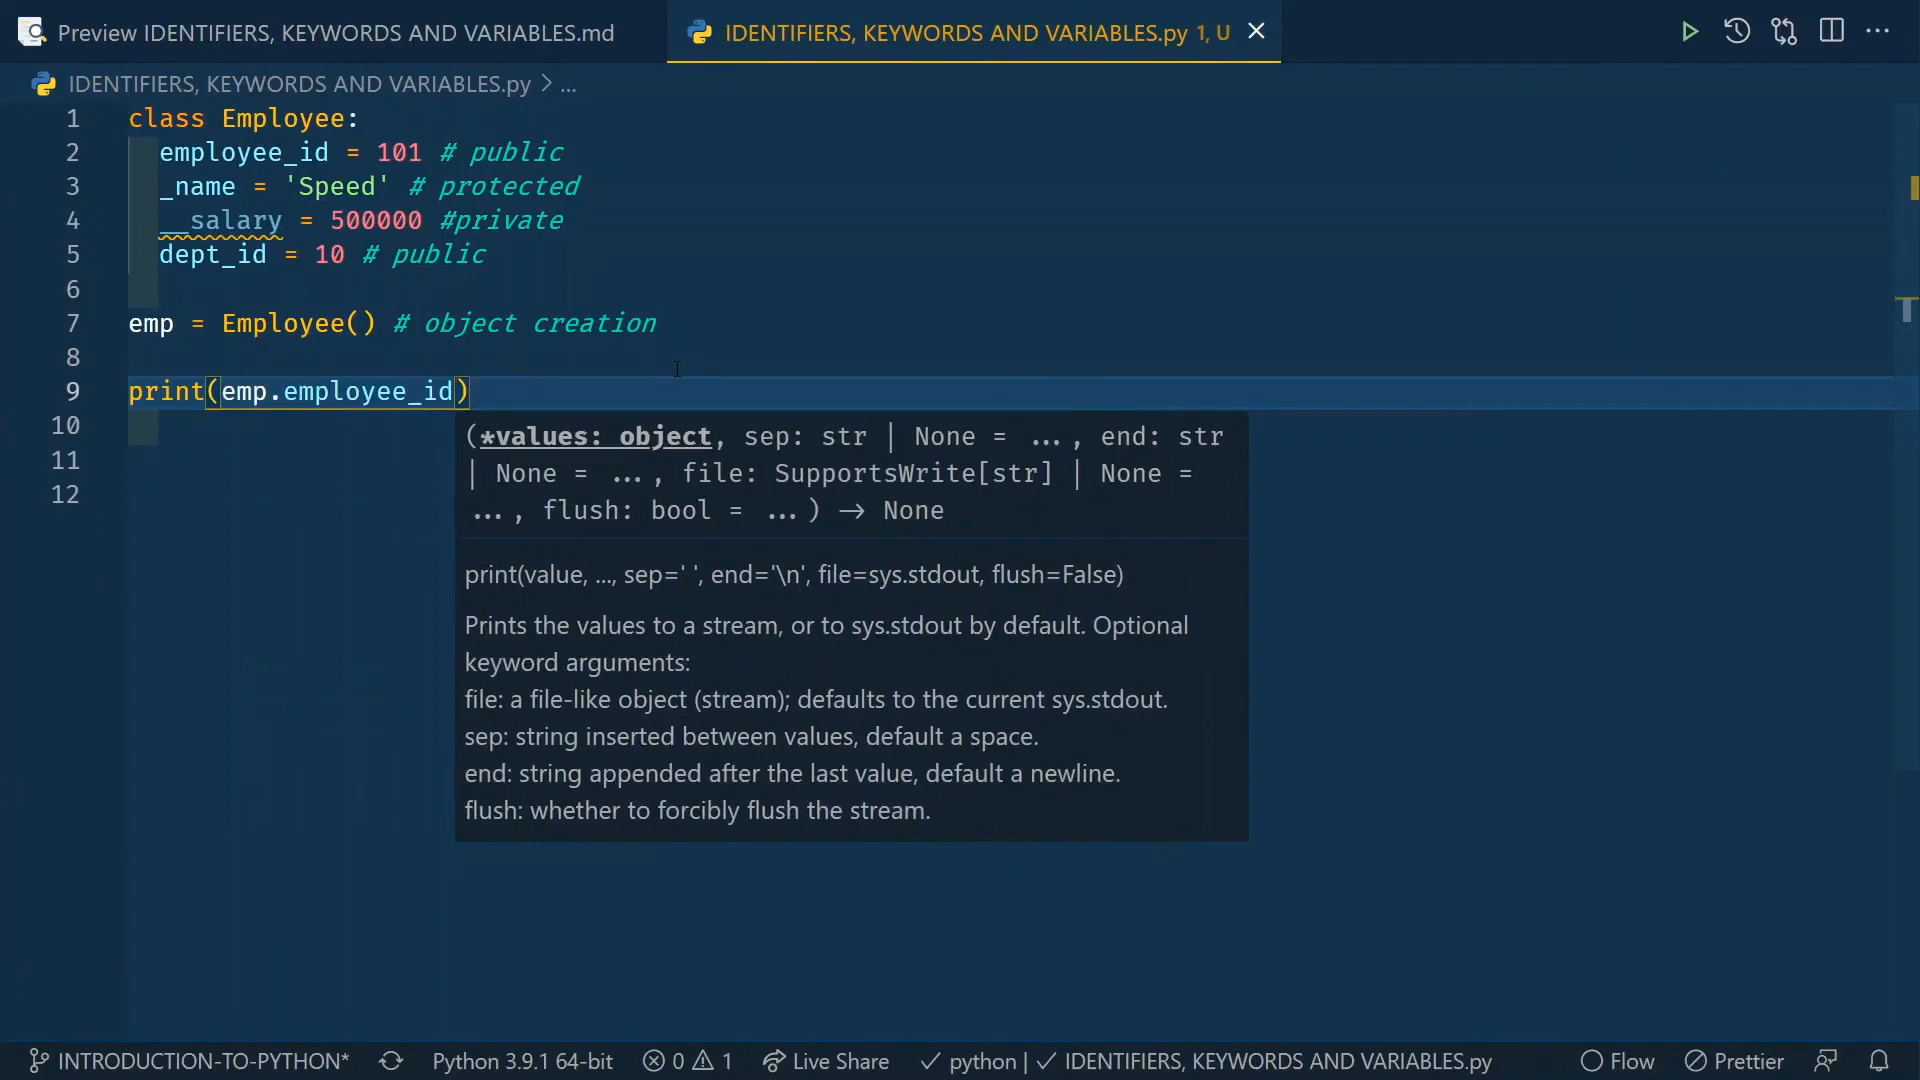 Preview IDENTIFIERS, KEYWORDS AND VARIABLES.md
IDENTIFIERS, KEYWORDS AND VARIABLES.py 1, U
IDENTIFIERS, KEYWORDS AND VARIABLES.py > ...
1 class Employee:
2 employee_id = 101 # public
3 _name = 'Speed' # protected
4 __salary = 500000 #private
5 dept_id = 10 # public
6
7 emp = Employee() # object creation
8
9 print(emp.employee_id)
10
11
12
(*values: object, sep: str | None = ..., end: str
| None = ..., file: SupportsWrite[str] | None =
..., flush: bool = ...) → None
print(value, ..., sep=' ', end='\n', file=sys.stdout, flush=False)
Prints the values to a stream, or to sys.stdout by default. Optional
keyword arguments:
file: a file-like object (stream); defaults to the current sys.stdout.
sep: string inserted between values, default a space.
end: string appended after the last value, default a newline.
flush: whether to forcibly flush the stream.
INTRODUCTION-TO-PYTHON* Python 3.9.1 64-bit 0 1 Live Share ✓ python | ✓ IDENTIFIERS, KEYWORDS AND VARIABLES.py Flow Prettier